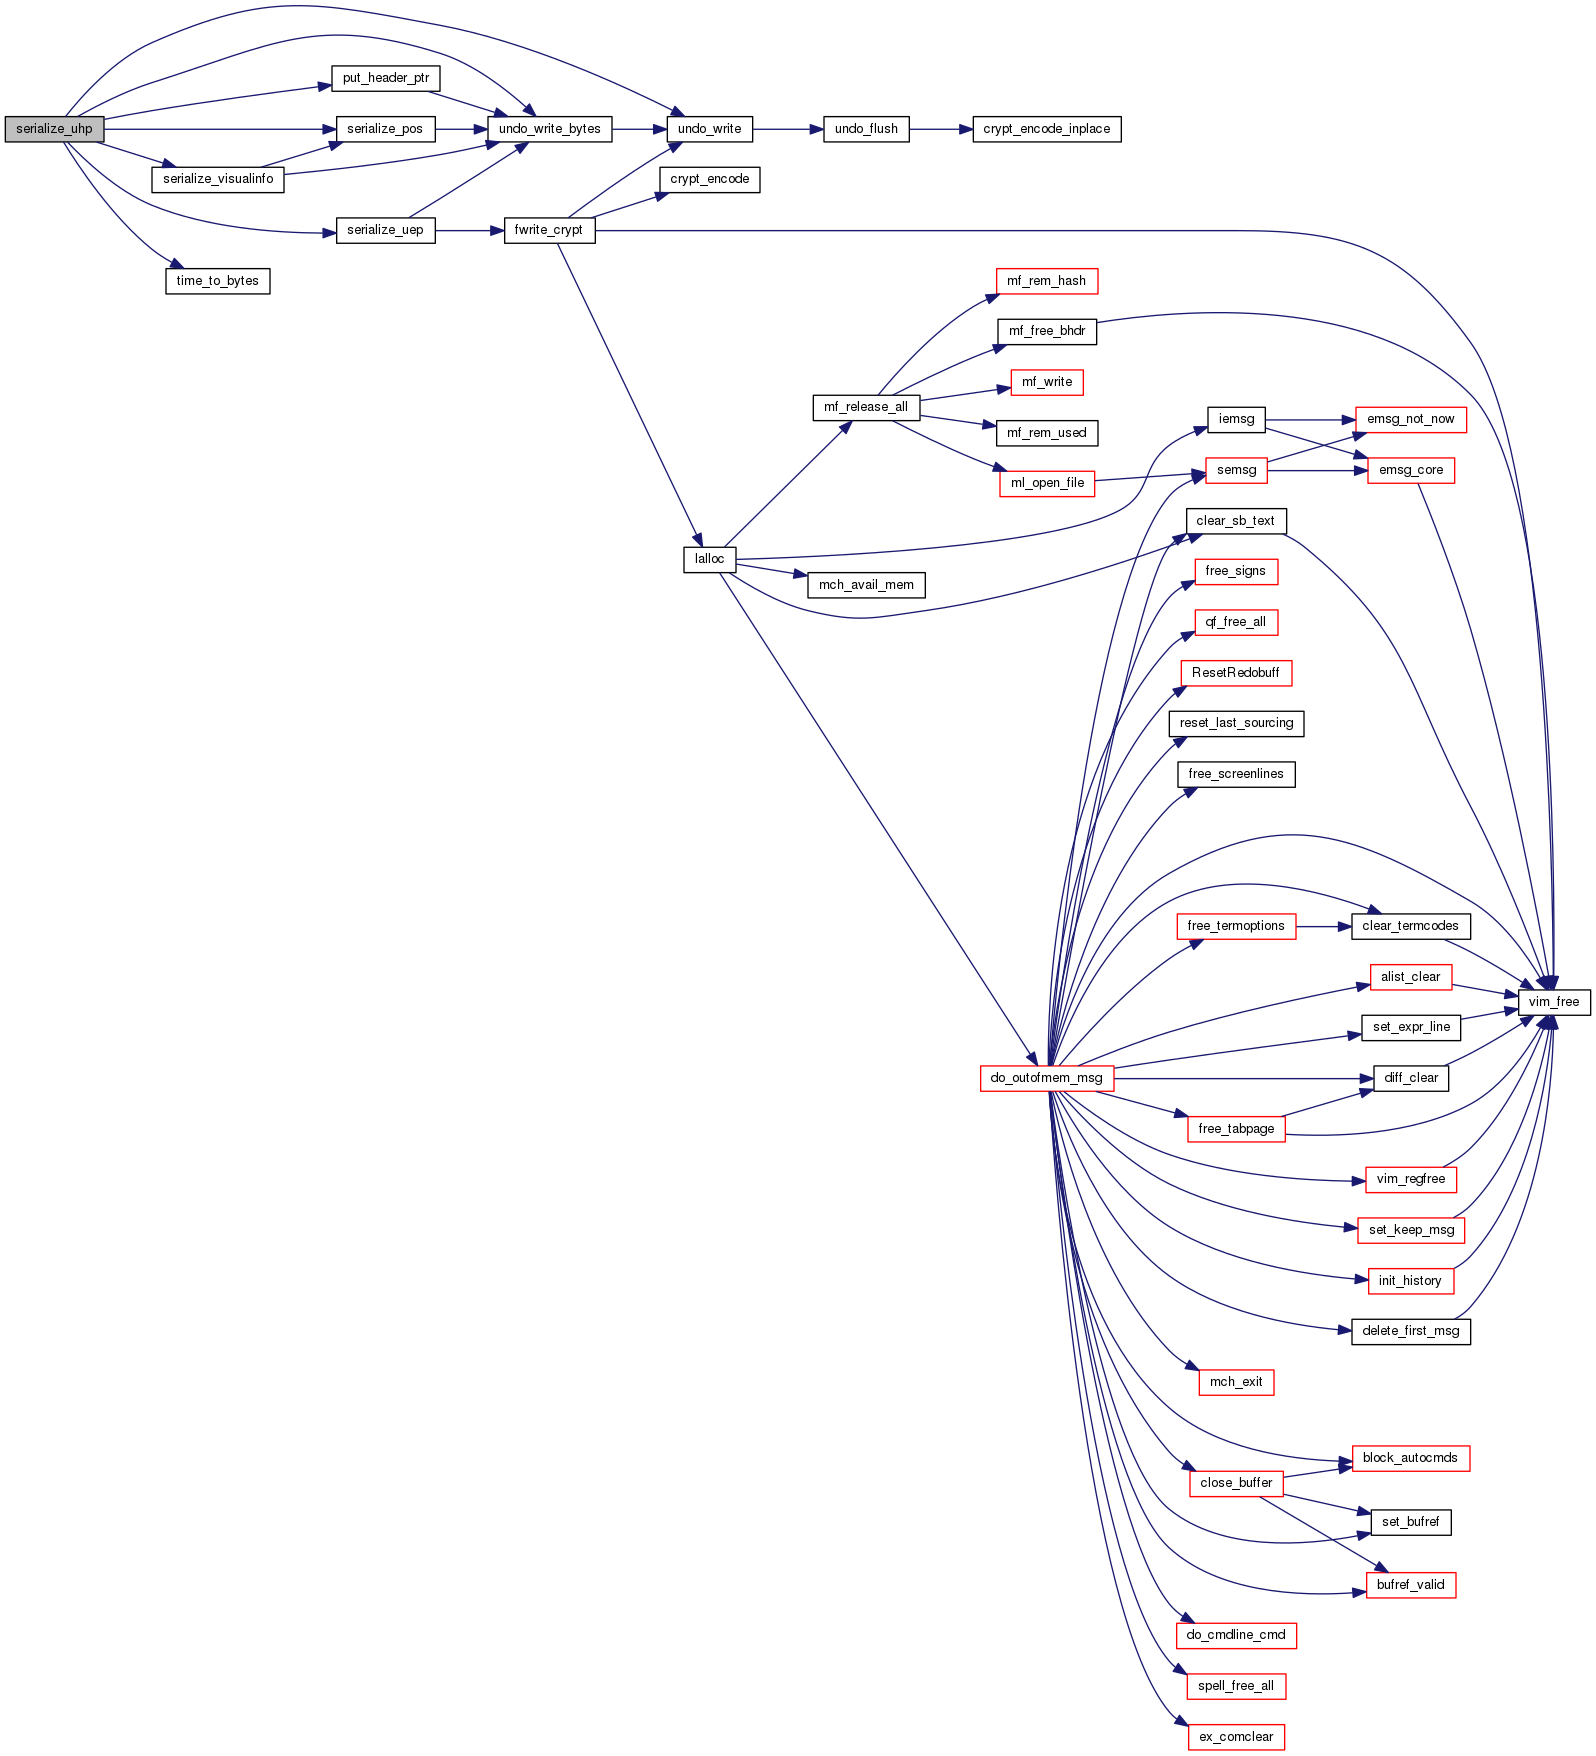 put_header_ptr
serialize_uhp
serialize_pos
undo_write_bytes
undo_write
undo_flush
crypt_encode_inplace
serialize_visualinfo
crypt_encode
serialize_uep
fwrite_crypt
time_to_bytes
mf_rem_hash
mf_free_bhdr
mf_write
mf_release_all
iemsg
emsg_not_now
mf_rem_used
semsg
emsg_core
ml_open_file
clear_sb_text
lalloc
free_signs
mch_avail_mem
qf_free_all
ResetRedobuff
reset_last_sourcing
free_screenlines
free_termoptions
clear_termcodes
alist_clear
vim_free
set_expr_line
do_outofmem_msg
diff_clear
free_tabpage
vim_regfree
set_keep_msg
init_history
delete_first_msg
mch_exit
block_autocmds
close_buffer
set_bufref
bufref_valid
do_cmdline_cmd
spell_free_all
ex_comclear